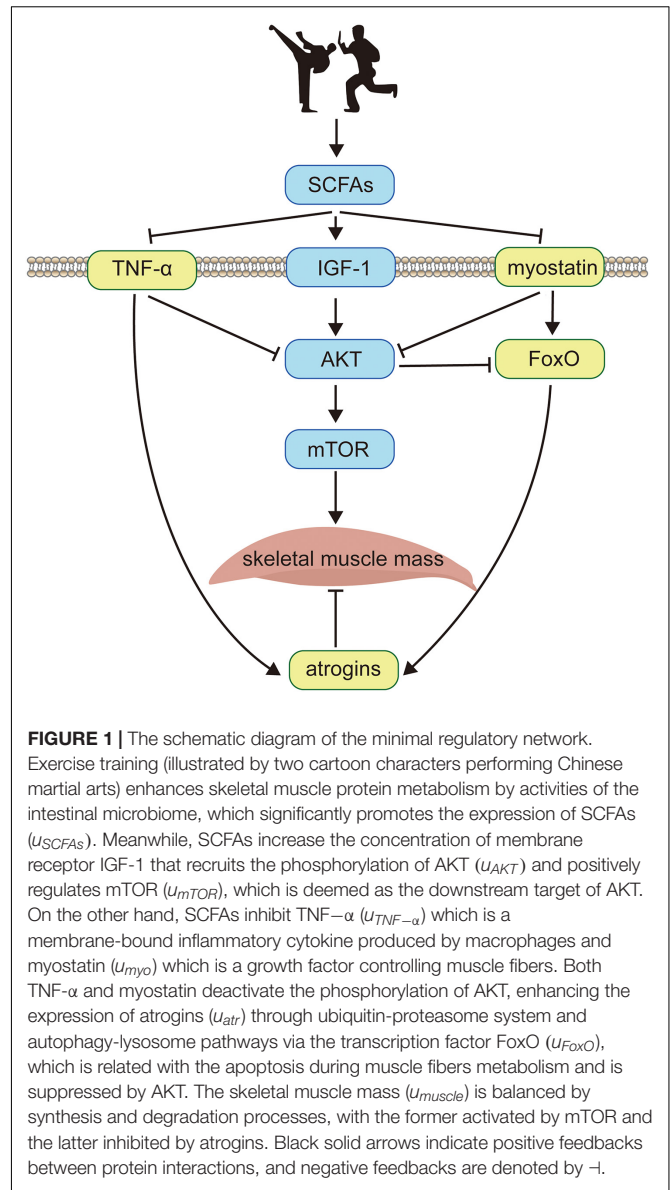 SCFAs
TNF-α IGF-1 myostatin
AKT FoxO
mTOR
skeletal muscle mass
atrogins
FIGURE 1 | The schematic diagram of the minimal regulatory network.
Exercise training (illustrated by two cartoon characters performing Chinese
martial arts) enhances skeletal muscle protein metabolism by activities of the
intestinal microbiome, which significantly promotes the expression of SCFAs
(uSCFAs). Meanwhile, SCFAs increase the concentration of membrane
receptor IGF-1 that recruits the phosphorylation of AKT (uAKT) and positively
regulates mTOR (umTOR), which is deemed as the downstream target of AKT.
On the other hand, SCFAs inhibit TNF−α (uTNF−α) which is a
membrane-bound inflammatory cytokine produced by macrophages and
myostatin (umyo) which is a growth factor controlling muscle fibers. Both
TNF-α and myostatin deactivate the phosphorylation of AKT, enhancing the
expression of atrogins (uatr) through ubiquitin-proteasome system and
autophagy-lysosome pathways via the transcription factor FoxO (uFoxO),
which is related with the apoptosis during muscle fibers metabolism and is
suppressed by AKT. The skeletal muscle mass (umuscle) is balanced by
synthesis and degradation processes, with the former activated by mTOR and
the latter inhibited by atrogins. Black solid arrows indicate positive feedbacks
between protein interactions, and negative feedbacks are denoted by ⊣.